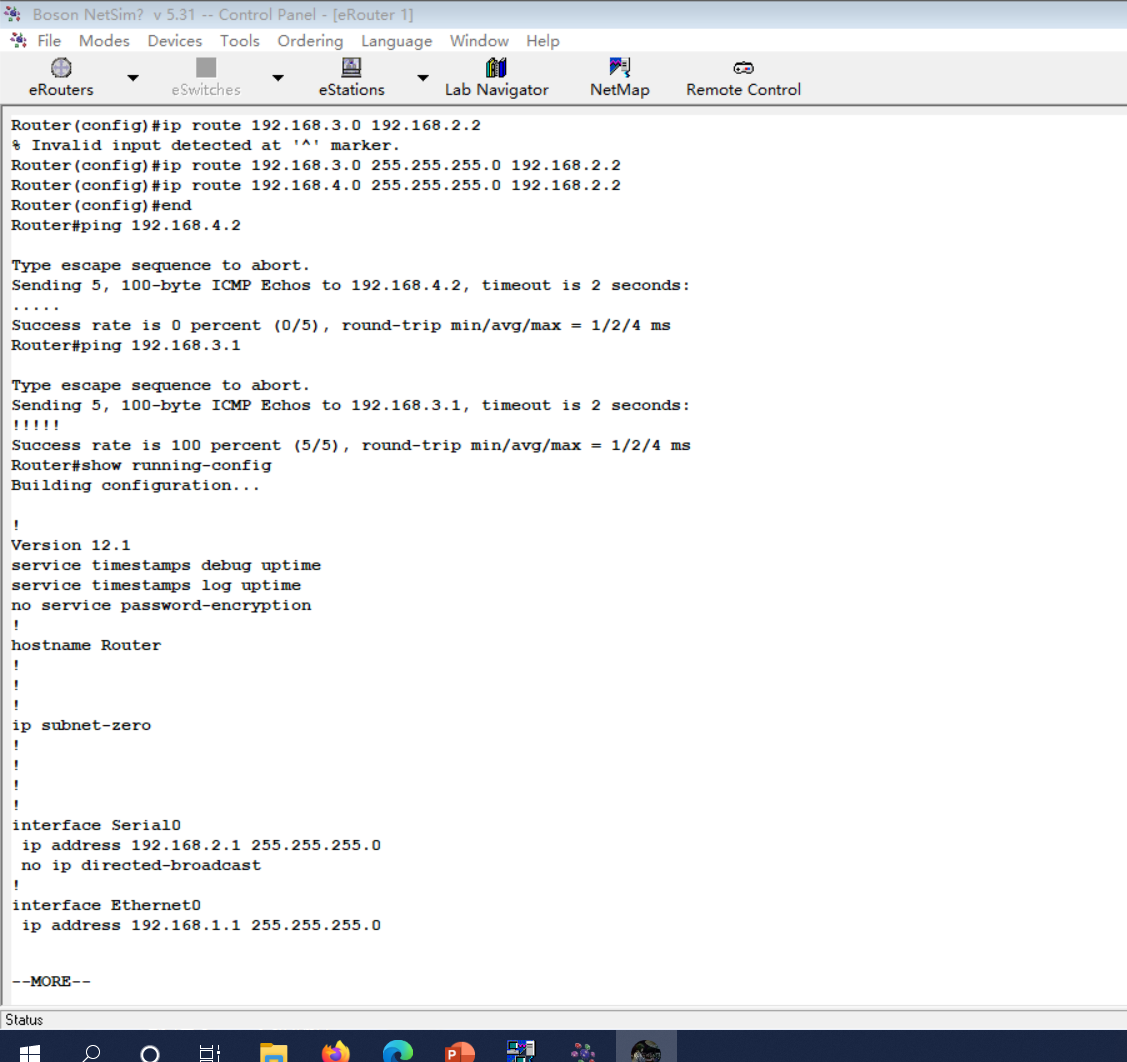 Boson NetSim? v 5.31 -- Control Panel - [eRouter 1]
File Modes Devices Tools Ordering Language Window Help
eRouters eSwitches eStations Lab Navigator NetMap Remote Control
Router(config)#ip route 192.168.3.0 192.168.2.2
% Invalid input detected at '^' marker.
Router(config)#ip route 192.168.3.0 255.255.255.0 192.168.2.2
Router(config)#ip route 192.168.4.0 255.255.255.0 192.168.2.2
Router(config)#end
Router#ping 192.168.4.2
Type escape sequence to abort.
Sending 5, 100-byte ICMP Echos to 192.168.4.2, timeout is 2 seconds:
.....
Success rate is 0 percent (0/5), round-trip min/avg/max = 1/2/4 ms
Router#ping 192.168.3.1
Type escape sequence to abort.
Sending 5, 100-byte ICMP Echos to 192.168.3.1, timeout is 2 seconds:
!!!!!
Success rate is 100 percent (5/5), round-trip min/avg/max = 1/2/4 ms
Router#show running-config
Building configuration...
!
Version 12.1
service timestamps debug uptime
service timestamps log uptime
no service password-encryption
!
hostname Router
!
!
!
ip subnet-zero
!
!
!
!
interface Serial0
ip address 192.168.2.1 255.255.255.0
no ip directed-broadcast
!
interface Ethernet0
ip address 192.168.1.1 255.255.255.0
--MORE--
Status